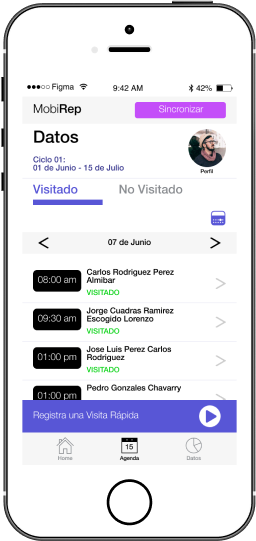 Figma
9:42 AM
42%
MobiRep
Sincronizar
Datos
Perfil
Ciclo 01:
01 de Junio - 15 de Julio
Visitado
No Visitado
07 de Junio
08:00 am
Carlos Rodriguez Perez
Almibar
VISITADO
09:30 am
Jorge Cuadras Ramirez
Escogido Lorenzo
VISITADO
01:00 pm
Jose Luís Perez Carlos
Rodríguez
VISITADO
01:00 pm
Pedro Gonzales Chavarry
Registra una Visita Rápida
Home
15
Agenda
Datos